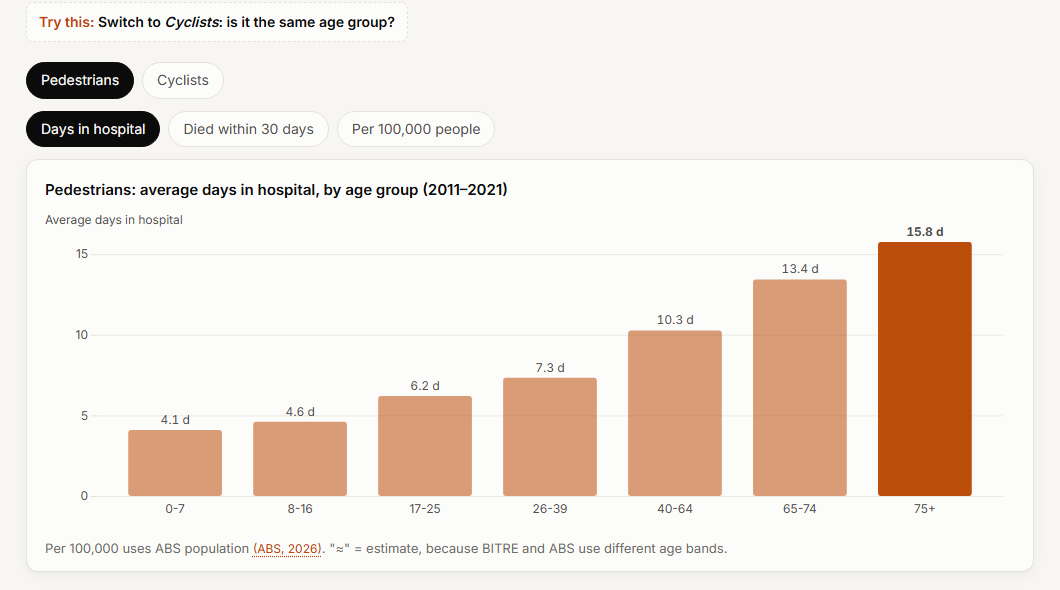 Try this: Switch to Cyclists: is it the same age group?
Pedestrians
Cyclists
Days in hospital
Died within 30 days
Per 100,000 people
Pedestrians: average days in hospital, by age group (2011–2021)
Average days in hospital
15
10
5
0
4.1 d
4.6 d
6.2 d
7.3 d
10.3 d
13.4 d
15.8 d
0-7
8-16
17-25
26-39
40-64
65-74
75+
Per 100,000 uses ABS population (ABS, 2026). "≈" = estimate, because BITRE and ABS use different age bands.